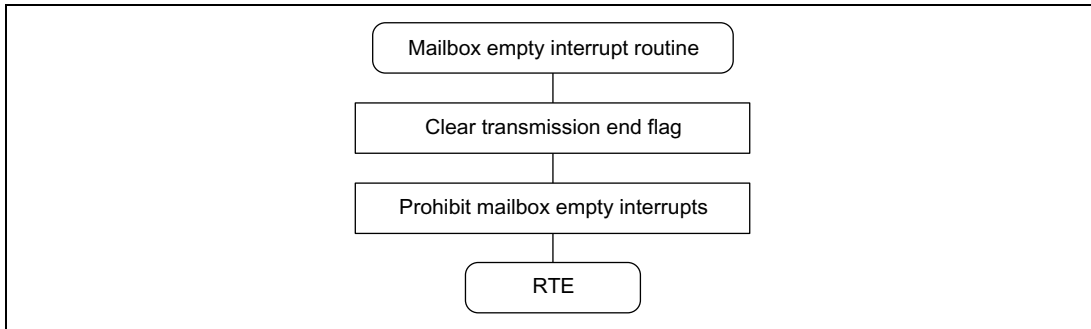 Mailbox empty interrupt routine
Clear transmission end flag
Prohibit mailbox empty interrupts
RTE